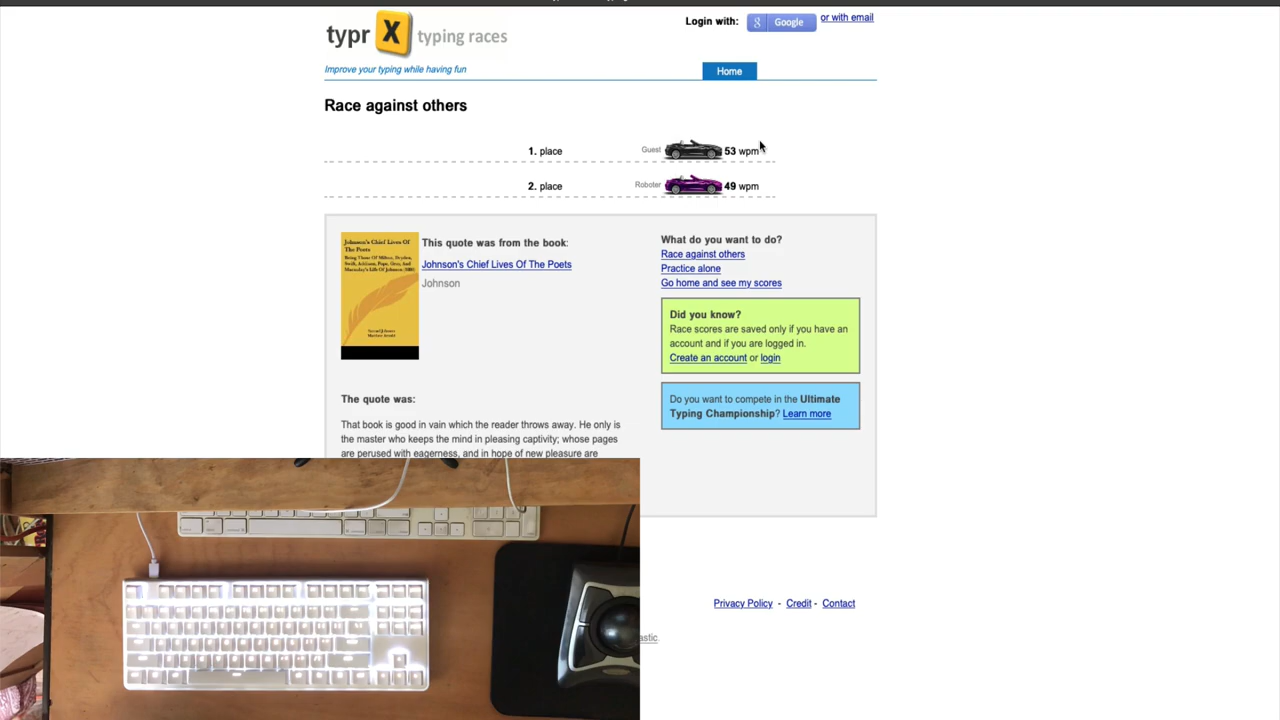 typr X typing races
Login with: g Google or with email
Improve your typing while having fun
Home
Race against others
1. place Guest 53 wpm
2. place Roboter 49 wpm
Johnson's Chief Lives Of
The Poets
This quote was from the book:
Johnson's Chief Lives Of The Poets
Johnson
What do you want to do?
Race against others
Practice alone
Go home and see my scores
Did you know?
Race scores are saved only if you have an
account and if you are logged in.
Create an account or login
Do you want to compete in the Ultimate
Typing Championship? Learn more
The quote was:
That book is good in vain which the reader throws away. He only is
the master who keeps the mind in pleasing captivity; whose pages
are perused with eagerness, and in hope of new pleasure are
Privacy Policy - Credit - Contact
astic.